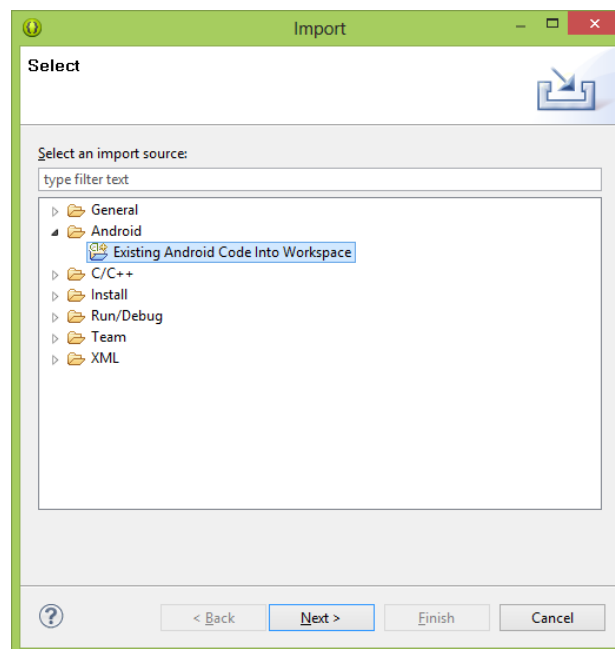 Import
Select
Select an import source:
type filter text
General
Android
Existing Android Code Into Workspace
C/C++
Install
Run/Debug
Team
XML
? < Back Next > Finish Cancel